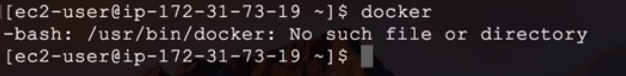 [ec2-user@ip-172-31-73-19 ~]$ docker
-bash: /usr/bin/docker: No such file or directory
[ec2-user@ip-172-31-73-19 ~]$